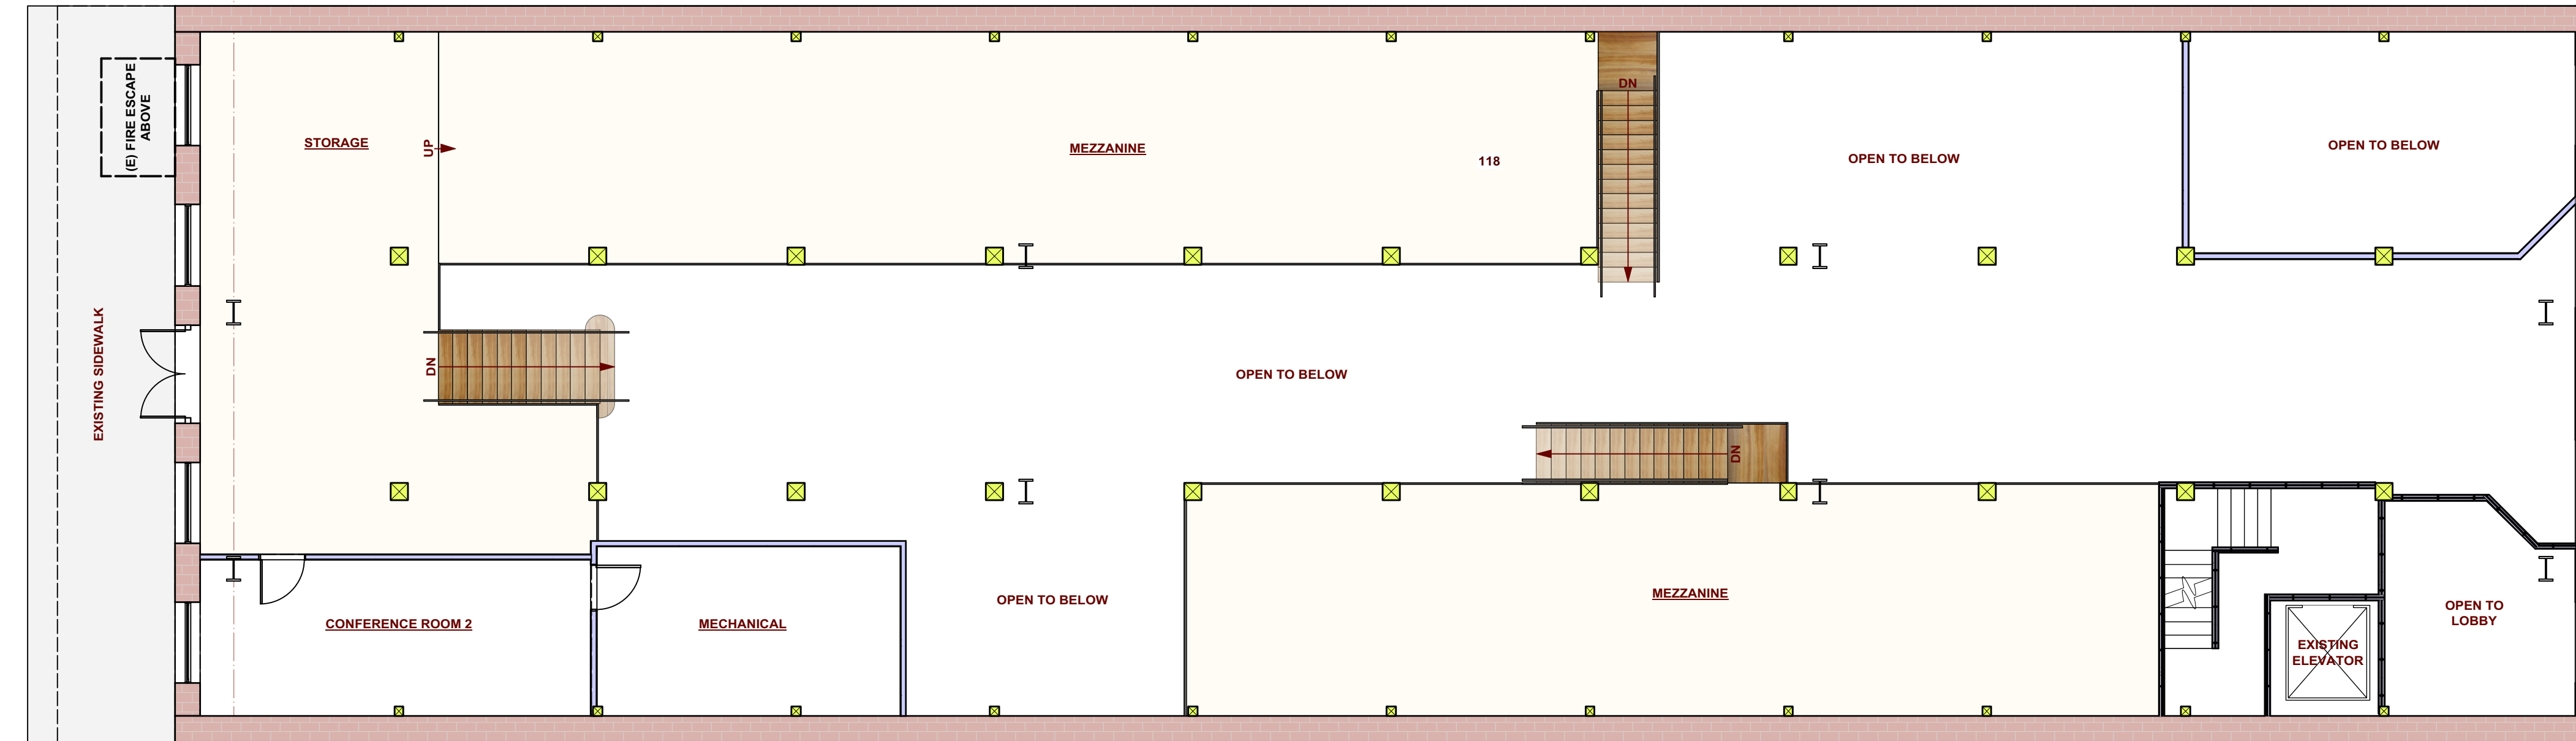 (E) FIRE ESCAPE
ABOVE
EXISTING SIDEWALK
STORAGE
UP
MEZZANINE
118
DN
OPEN TO BELOW
OPEN TO BELOW
DN
OPEN TO BELOW
DN
CONFERENCE ROOM 2
MECHANICAL
OPEN TO BELOW
MEZZANINE
EXISTING
ELEVATOR
OPEN TO
LOBBY